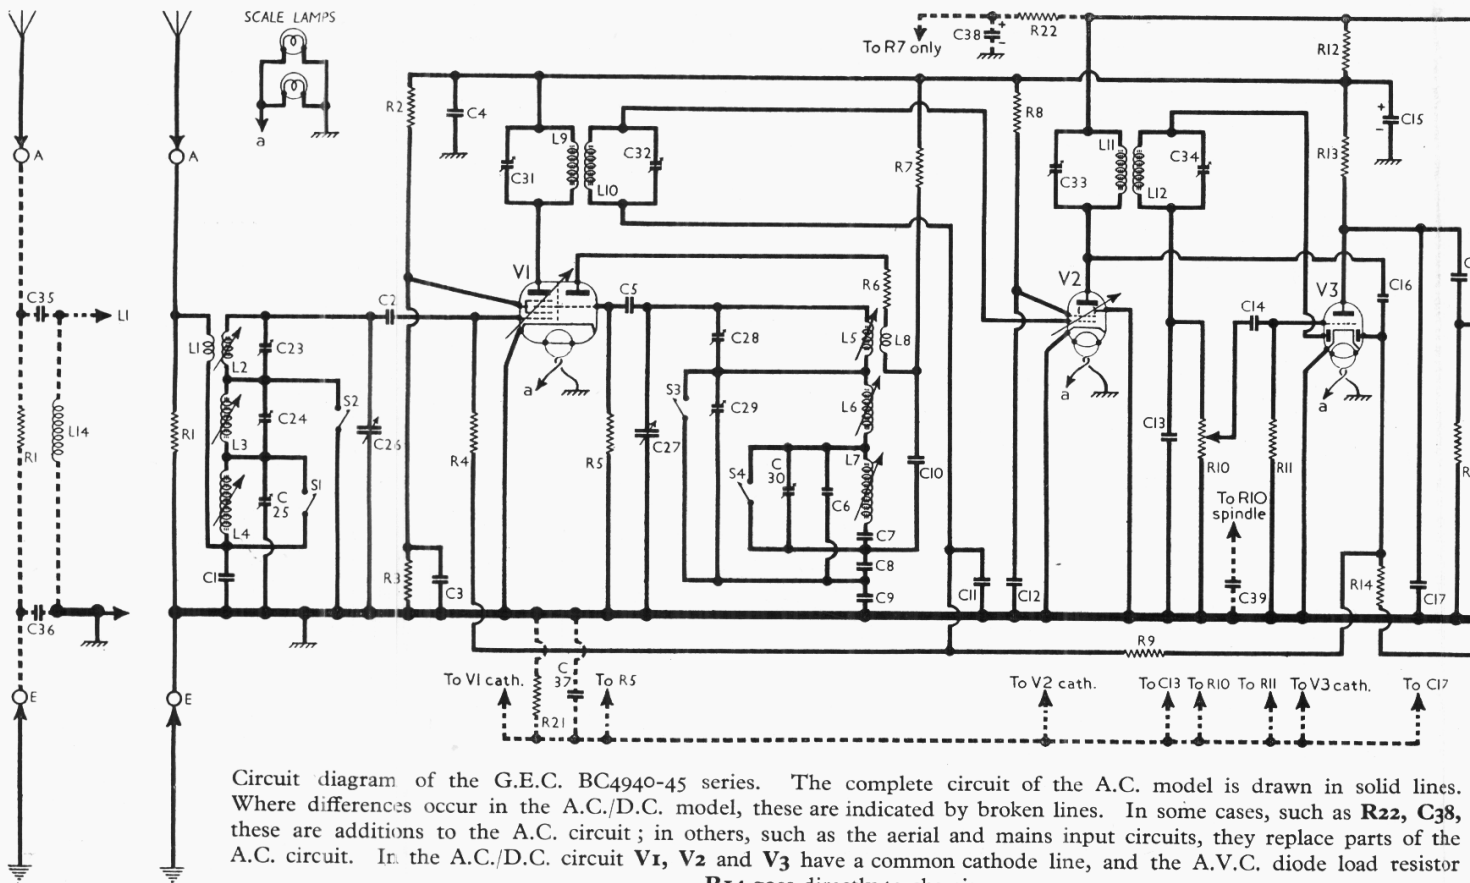 SCALE LAMPS
a
To R7 only
C38
+
-
R22
R12
A
A
R2
C4
L9
C31
C32
L10
R7
R8
L11
C33
C34
L12
R13
+
-
C15
C35
L1
L1
L2
C23
C2
V1
C5
R6
L8
C28
L5
V2
C14
V3
C16
a
a
a
R1
L14
R1
L3
C24
S2
C26
R4
R5
C27
S3
C29
L6
C13
R10
R11
L4
C
25
S1
S4
C
30
C6
L7
C10
C7
C8
C9
To R10
spindle
C1
R3
C3
C11
C12
C39
R14
C17
C36
R9
E
E
To V1 cath.
R21
C
37
To R5
To V2 cath.
To C13
To R10
To R11
To V3 cath.
To C17
Circuit diagram of the G.E.C. BC4940-45 series. The complete circuit of the A.C. model is drawn in solid lines.
Where differences occur in the A.C./D.C. model, these are indicated by broken lines. In some cases, such as R22, C38,
these are additions to the A.C. circuit ; in others, such as the aerial and mains input circuits, they replace parts of the
A.C. circuit. In the A.C./D.C. circuit V1, V2 and V3 have a common cathode line, and the A.V.C. diode load resistor